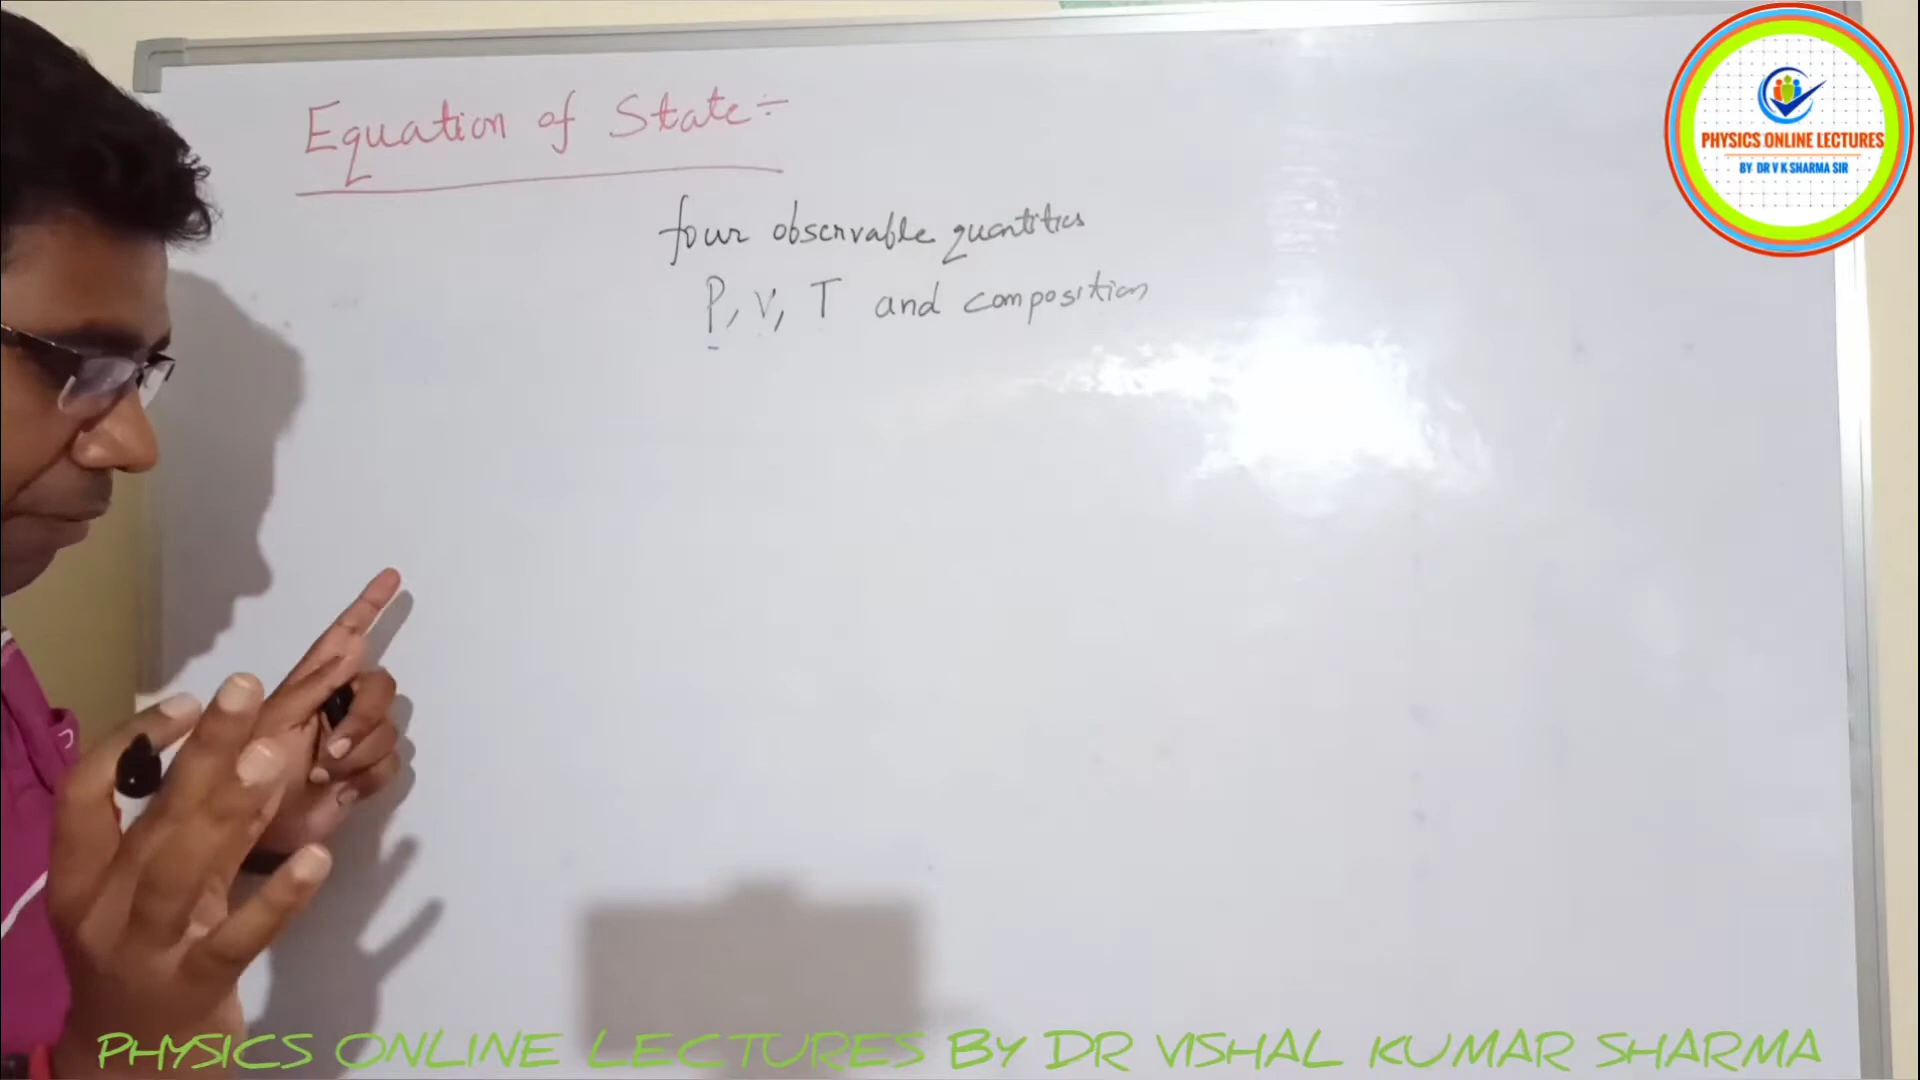 Equation of State ÷
four observable quantities
P, V, T and composition
PHYSICS ONLINE LECTURES
BY DR V K SHARMA SIR
PHYSICS ONLINE LECTURES BY DR VISHAL KUMAR SHARMA